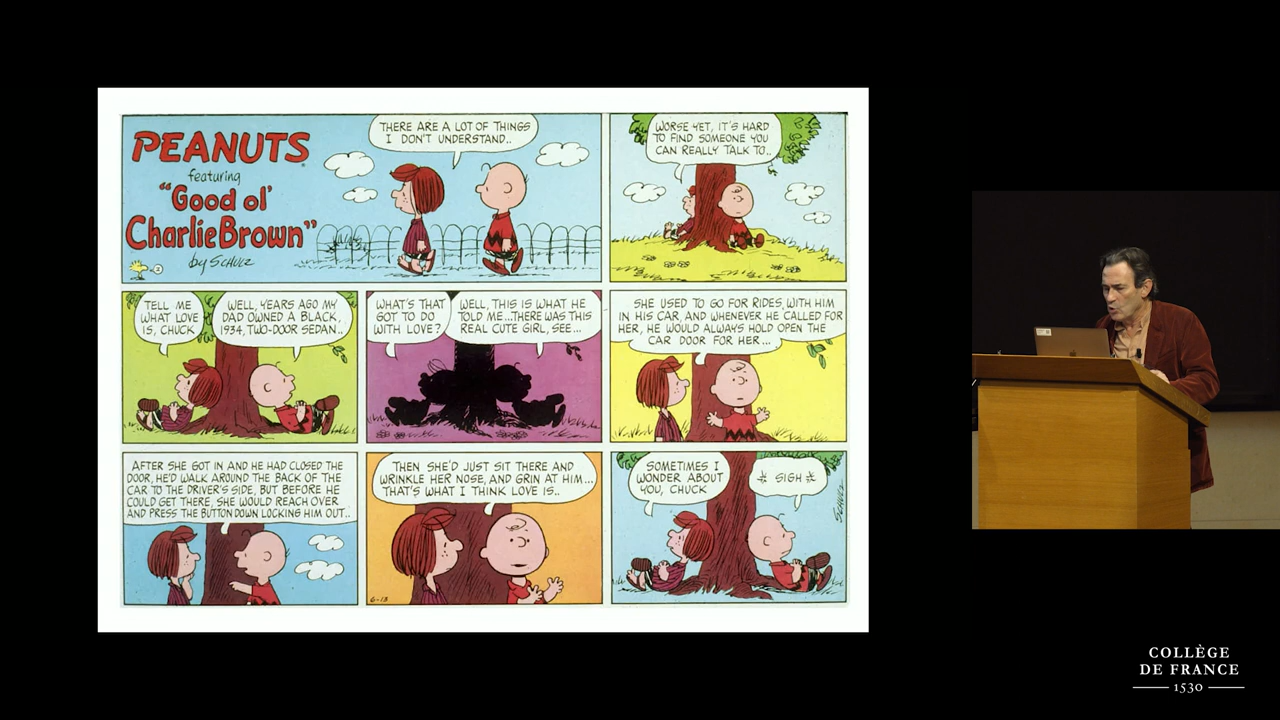 PEANUTS
featuring
"Good ol'
CharlieBrown"
by SCHULZ
THERE ARE A LOT OF THINGS
I DON'T UNDERSTAND..
WORSE YET, IT'S HARD
TO FIND SOMEONE YOU
CAN REALLY TALK TO..
TELL ME
WHAT LOVE
IS, CHUCK
WELL, YEARS AGO MY
DAD OWNED A BLACK,
1934, TWO-DOOR SEDAN..
WHAT'S THAT
GOT TO DO
WITH LOVE?
WELL, THIS IS WHAT HE
TOLD ME...THERE WAS THIS
REAL CUTE GIRL, SEE...
SHE USED TO GO FOR RIDES WITH HIM
IN HIS CAR, AND WHENEVER HE CALLED FOR
HER, HE WOULD ALWAYS HOLD OPEN THE
CAR DOOR FOR HER...
AFTER SHE GOT IN AND HE HAD CLOSED THE
DOOR, HE'D WALK AROUND THE BACK OF THE
CAR TO THE DRIVER'S SIDE, BUT BEFORE HE
COULD GET THERE, SHE WOULD REACH OVER
AND PRESS THE BUTTON DOWN LOCKING HIM OUT..
THEN SHE'D JUST SIT THERE AND
WRINKLE HER NOSE, AND GRIN AT HIM...
THAT'S WHAT I THINK LOVE IS..
6-13
SOMETIMES I
WONDER ABOUT
YOU, CHUCK
* SIGH *
SCHULZ
COLLÈGE
DE FRANCE
1530